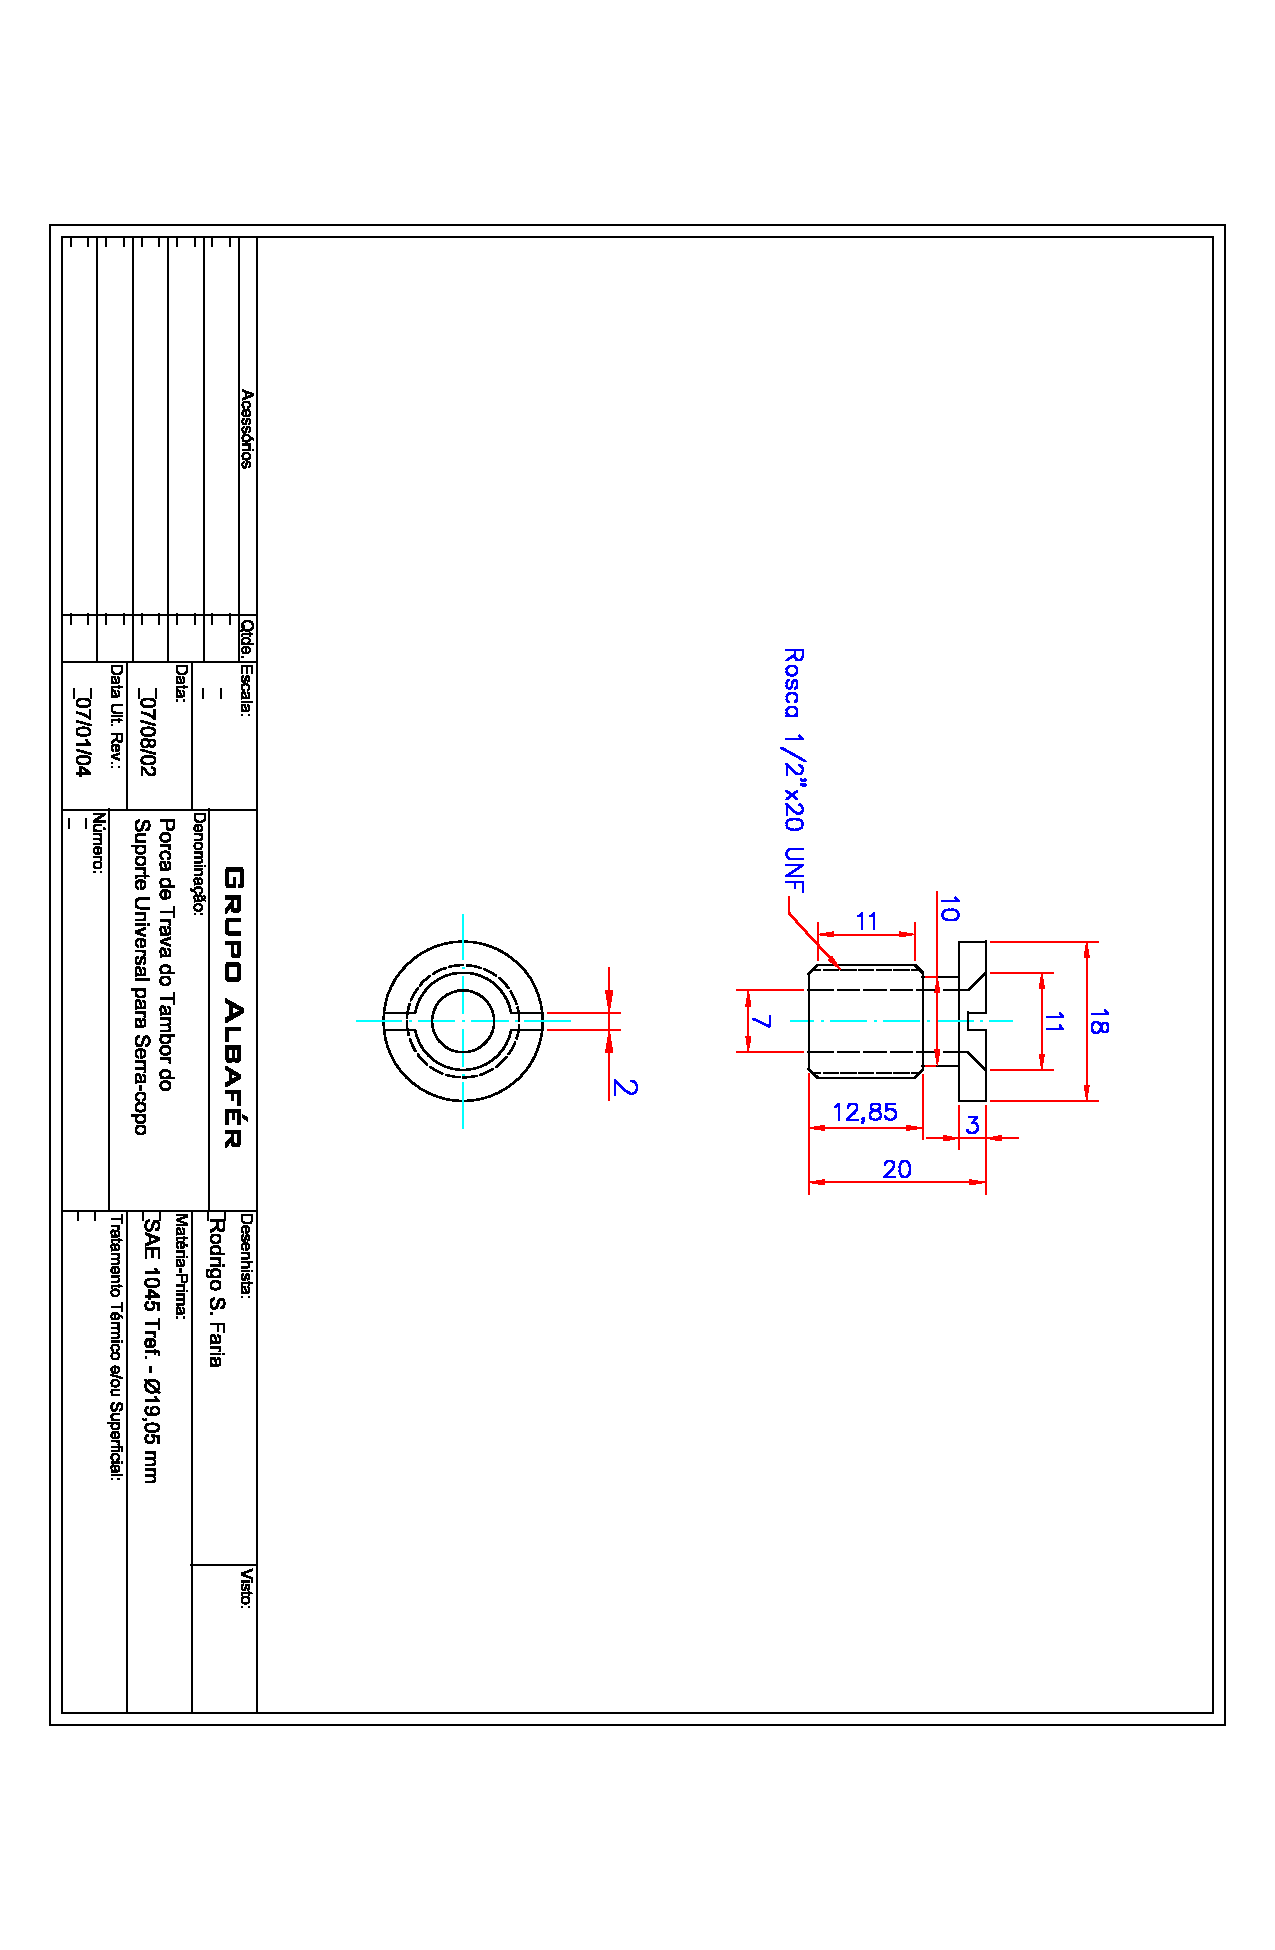 18
11
10
11
7
Rosca 1/2"x20 UNF
12,85
3
20
2
Acessórios
Qtde.
Escala:
Data:
07/08/02
Data Ult. Rev.:
07/01/04
GRUPO ALBAFÉR
Denominação:
Porca de Trava do Tambor do
Suporte Universal para Serra-copo
Número:
Desenhista:
Rodrigo S. Faria
Visto:
Matéria-Prima:
SAE 1045 Tref. - Ø19,05 mm
Tratamento Térmico e/ou Superficial: